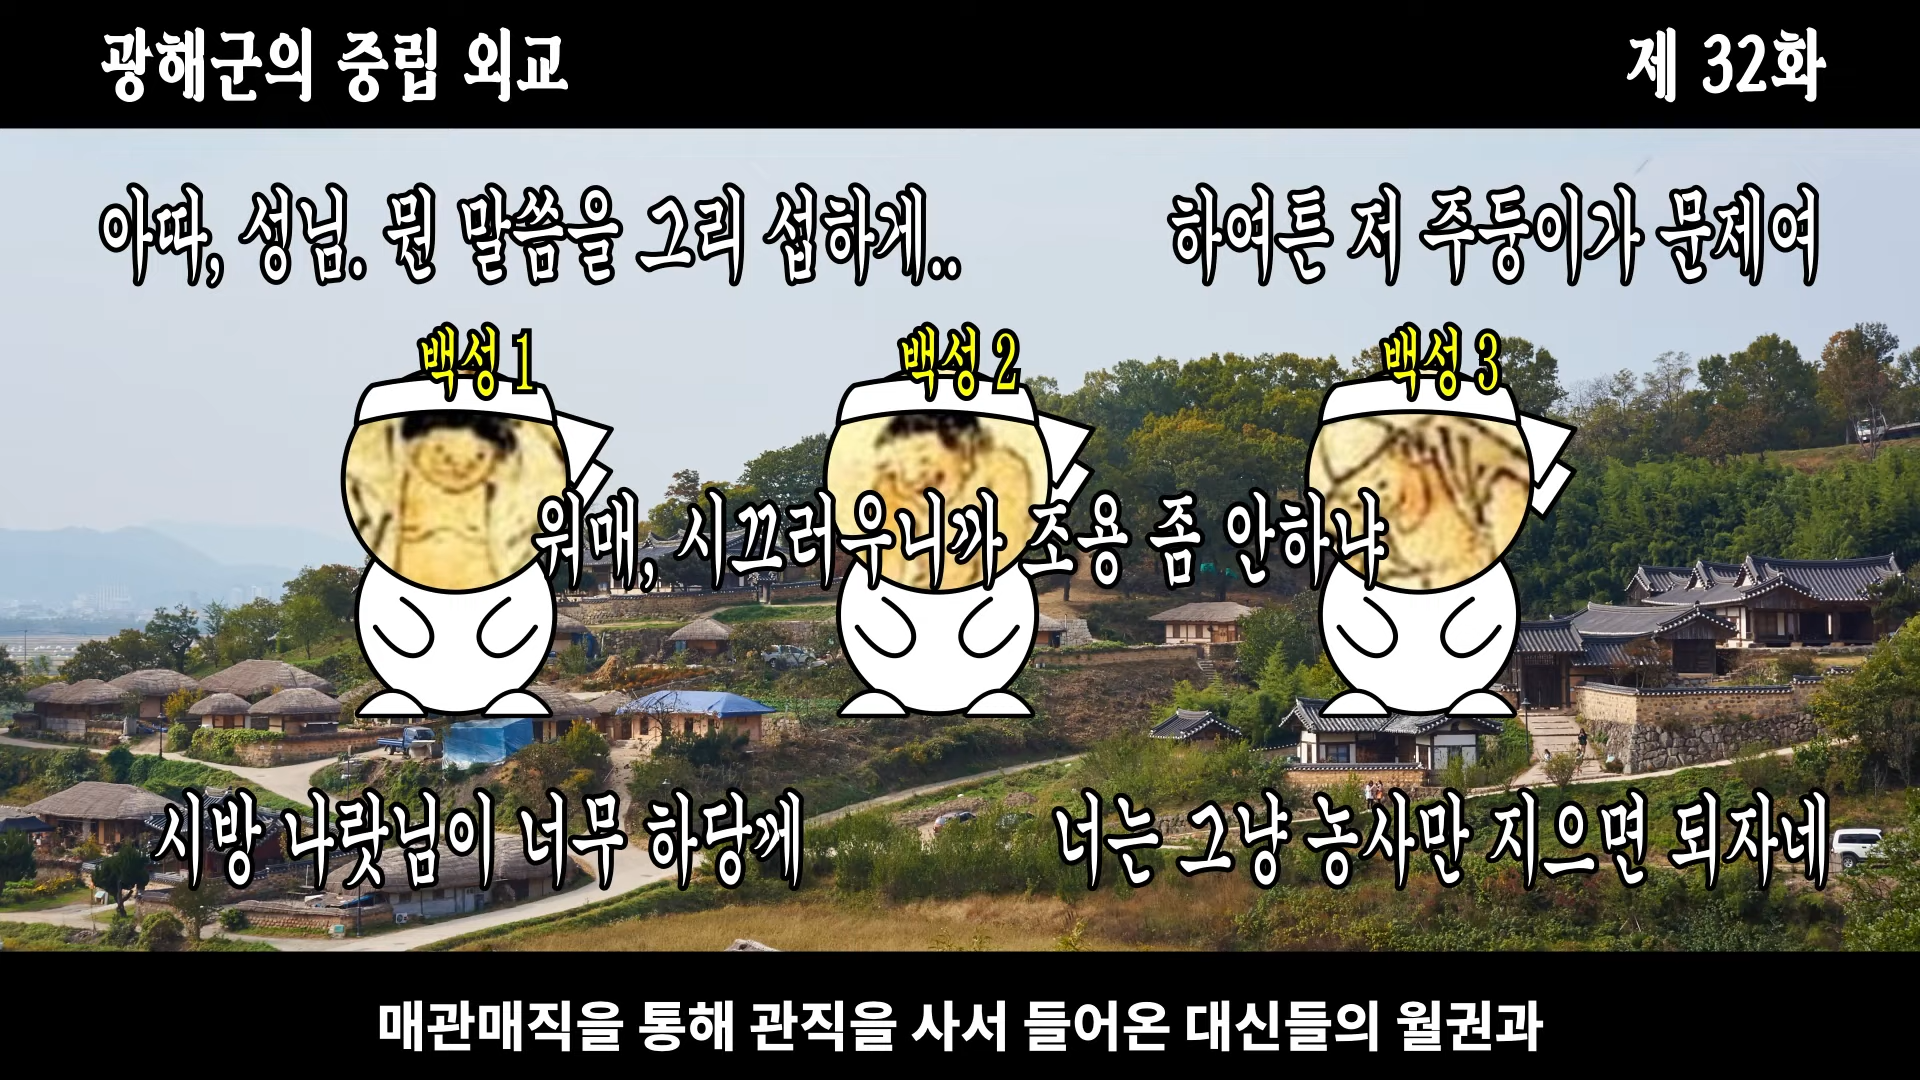 광해군의 중립 외교
제 32화
아따, 성님. 뭔 말씀을 그리 섭하게..
하여튼 저 주둥이가 문제여
백성 1
백성 2
백성 3
워매, 시끄러우니까 조용 좀 안하냐
시방 나랏님이 너무 하당께
너는 그냥 농사만 지으면 되자네
매관매직을 통해 관직을 사서 들어온 대신들의 월권과